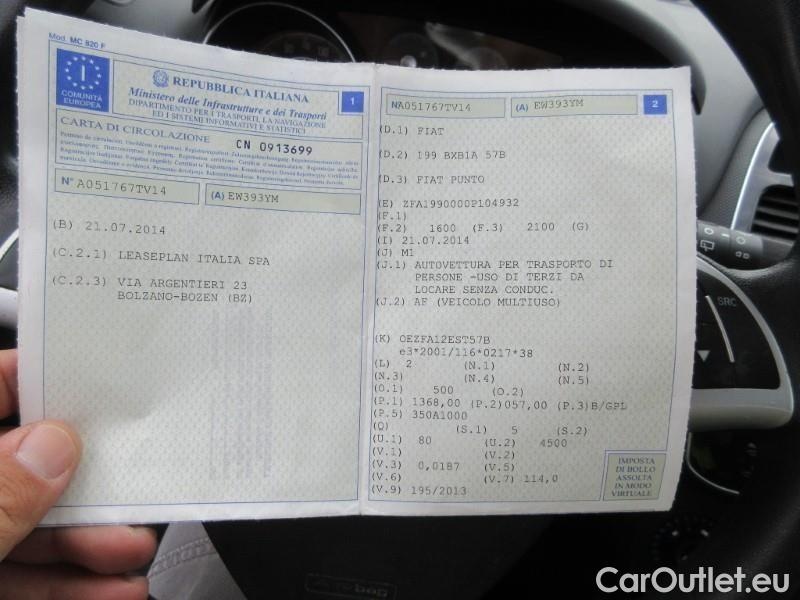 Mod. MC 820 F
I
COMUNITÀ
EUROPEA
REPUBBLICA ITALIANA
Ministero delle Infrastrutture e dei Trasporti
DIPARTIMENTO PER I TRASPORTI, LA NAVIGAZIONE
ED I SISTEMI INFORMATIVI E STATISTICI
1
CARTA DI CIRCOLAZIONE
CN 0913699
N° A051767TV14
(A) EW393YM
(B) 21.07.2014
(C.2.1) LEASEPLAN ITALIA SPA
(C.2.3) VIA ARGENTIERI 23
BOLZANO-BOZEN (BZ)
NA051767TV14
(A) EW393YM
2
(D.1) FIAT
(D.2) 199 BXB1A 57B
(D.3) FIAT PUNTO
(E) ZFA1990000P104932
(F.1)
(F.2) 1600 (F.3) 2100 (G)
(I) 21.07.2014
(J) M1
(J.1) AUTOVETTURA PER TRASPORTO DI
PERSONE -USO DI TERZI DA
LOCARE SENZA CONDUC.
(J.2) AF (VEICOLO MULTIUSO)
(K) OEZFA12EST57B
e3*2001/116*0217*38
(L) 2 (N.1) (N.2)
(N.3) (N.4) (N.5)
(O.1) 500 (O.2)
(P.1) 1368,00 (P.2)057,00 (P.3)B/GPL
(P.5) 350A1000
(Q) (S.1) 5 (S.2)
(U.1) 80 (U.2) 4500
(V.1) (V.2)
(V.3) 0,0187 (V.5)
(V.6) (V.7) 114,0
(V.9) 195/2013
IMPOSTA
DI BOLLO
ASSOLTA
IN MODO
VIRTUALE
SRC
CarOutlet.eu